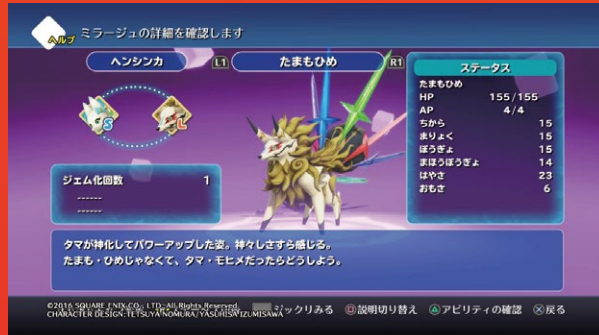 ヘルプ ミラージュの詳細を確認します
ヘンシンカ L1 たまもひめ R1
ステータス
たまもひめ
HP 155/155
AP 4/4
ちから 15
まりょく 15
ぼうぎょ 15
まほうぼうぎょ 14
はやさ 23
おもさ 6
S L
ジェム化回数 1
------
------
タマが神化してパワーアップした姿。神々しさすら感じる。
たまも・ひめじゃなくて、タマ・モヒメだったらどうしよう。
©2016 SQUARE ENIX CO., LTD. All Rights Reserved.
CHARACTER DESIGN:TETSUYA NOMURA/YASUHISA IZUMISAWA
ジックリみる 説明切り替え アビリティの確認 戻る